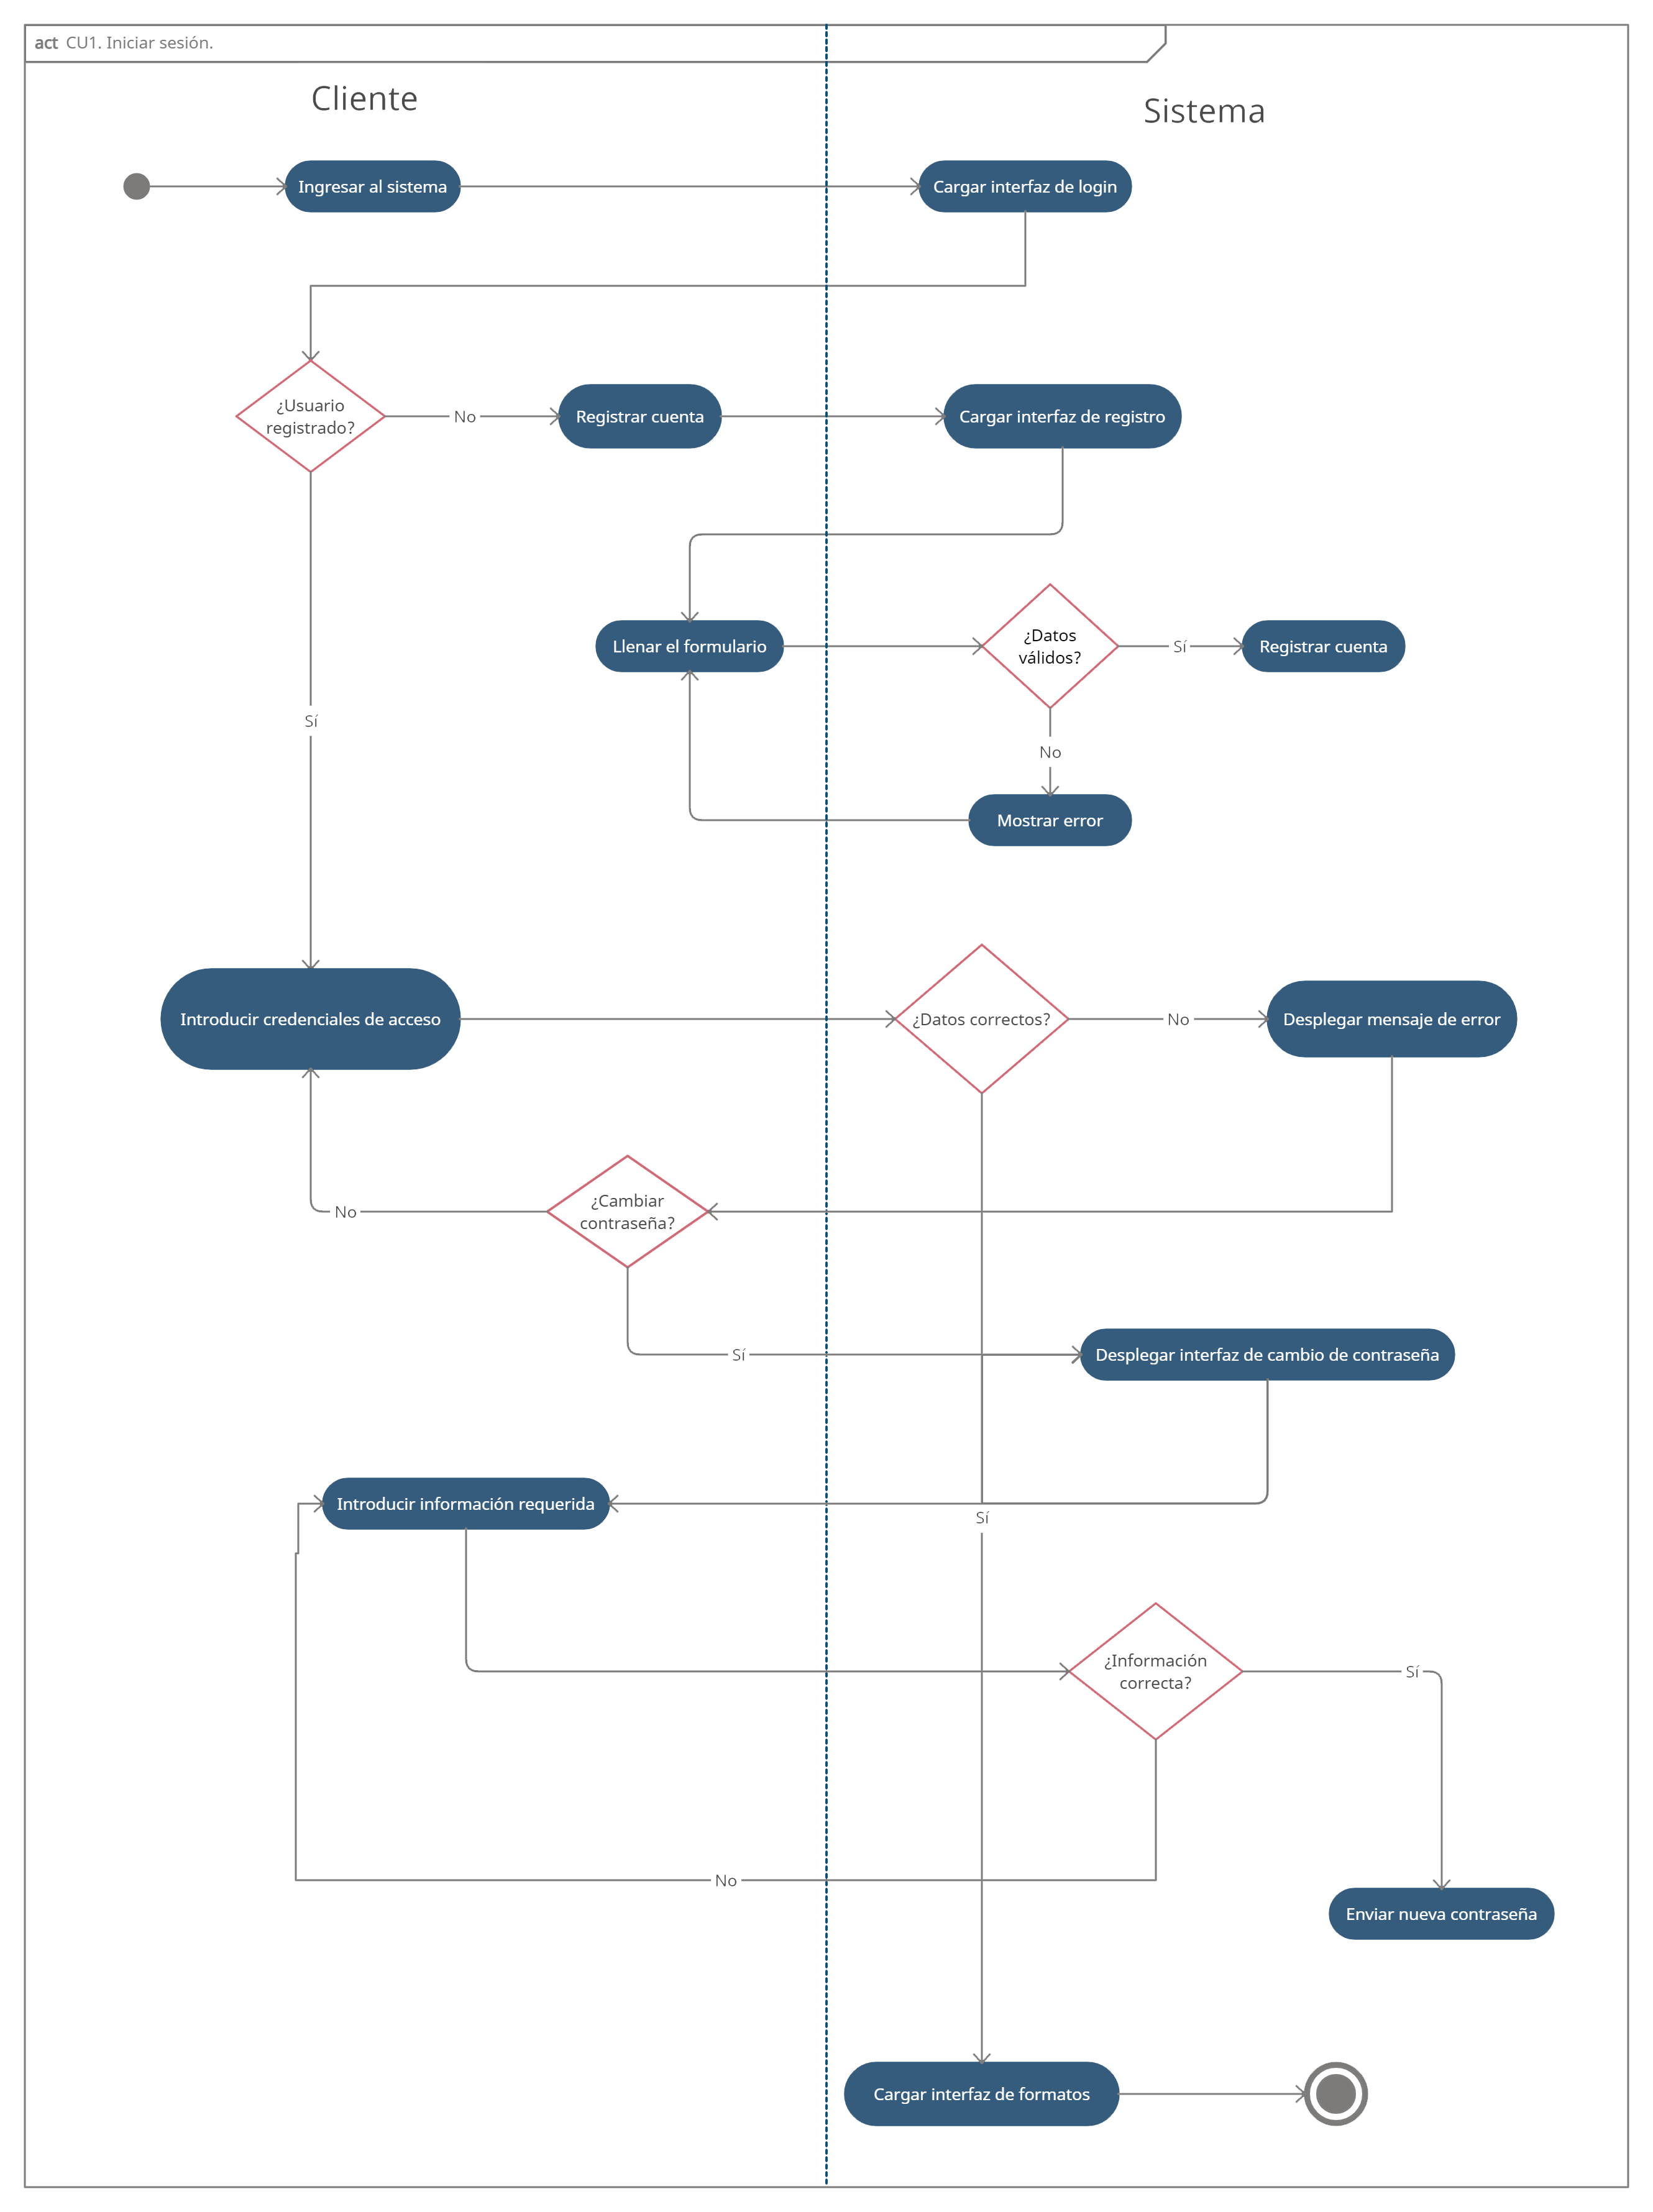 act CU1. Iniciar sesión.
Cliente
Sistema
Ingresar al sistema
Cargar interfaz de login
¿Usuario
registrado?
No
Registrar cuenta
Cargar interfaz de registro
Llenar el formulario
¿Datos
válidos?
Sí
Registrar cuenta
Sí
No
Mostrar error
Introducir credenciales de acceso
¿Datos correctos?
No
Desplegar mensaje de error
¿Cambiar
contraseña?
No
Sí
Desplegar interfaz de cambio de contraseña
Introducir información requerida
Sí
¿Información
correcta?
Sí
No
Enviar nueva contraseña
Cargar interfaz de formatos